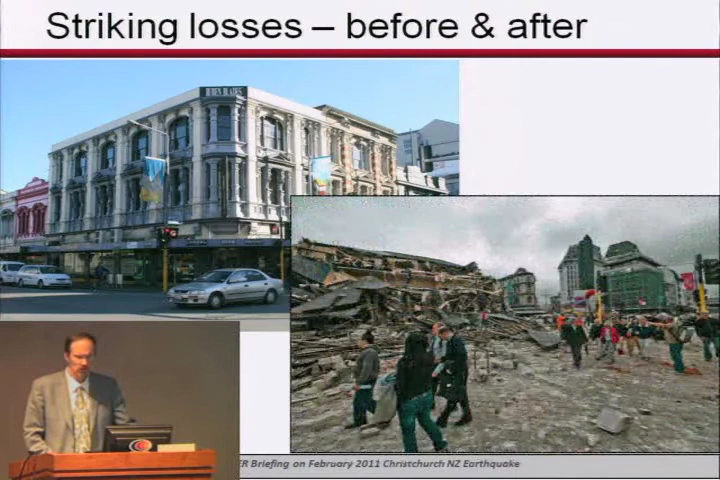 Striking losses – before & after
ER Briefing on February 2011 Christchurch NZ Earthquake